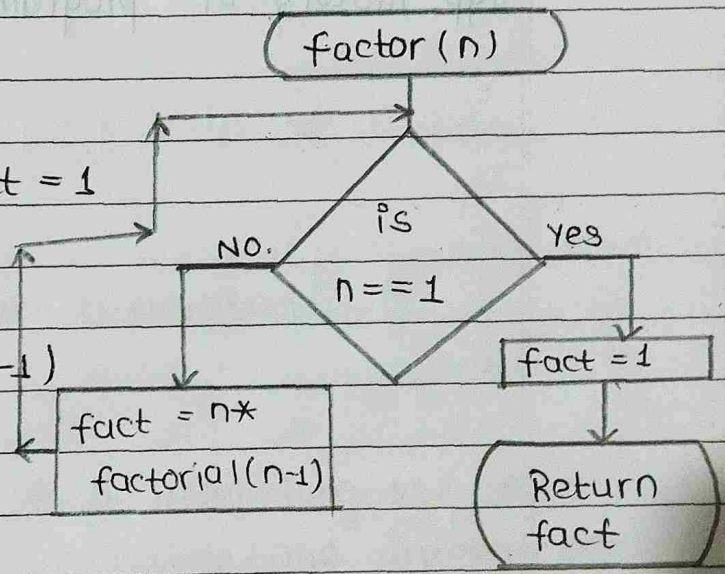 factor (n)
t = 1
is
n == 1
NO.
Yes
-1)
fact = n*
factorial(n-1)
fact = 1
Return
fact